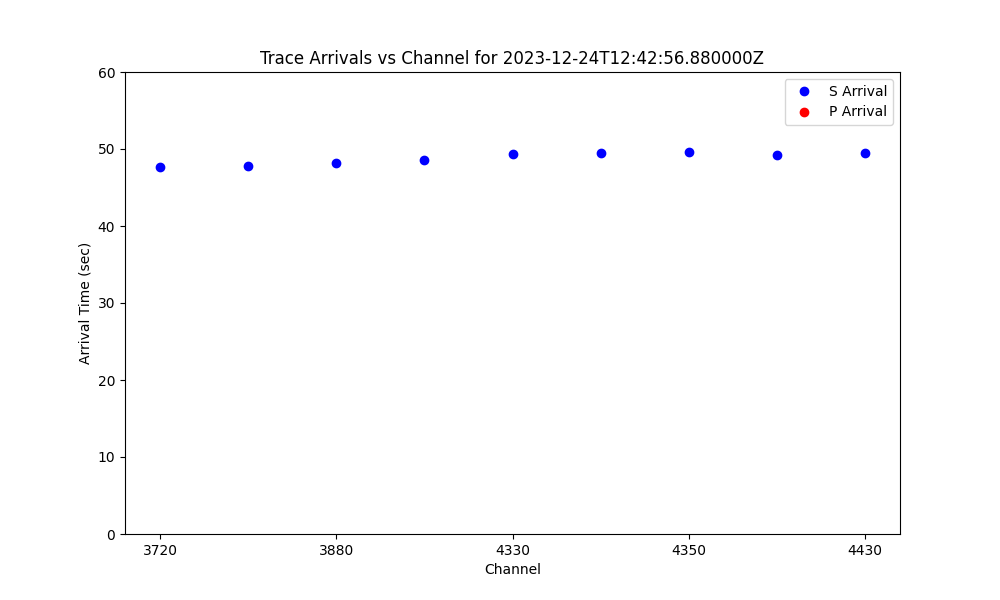 Trace Arrivals vs Channel for 2023-12-24T12:42:56.880000Z
60
50
40
30
20
10
0
Arrival Time (sec)
S Arrival
P Arrival
3720 3880 4330 4350 4430
Channel